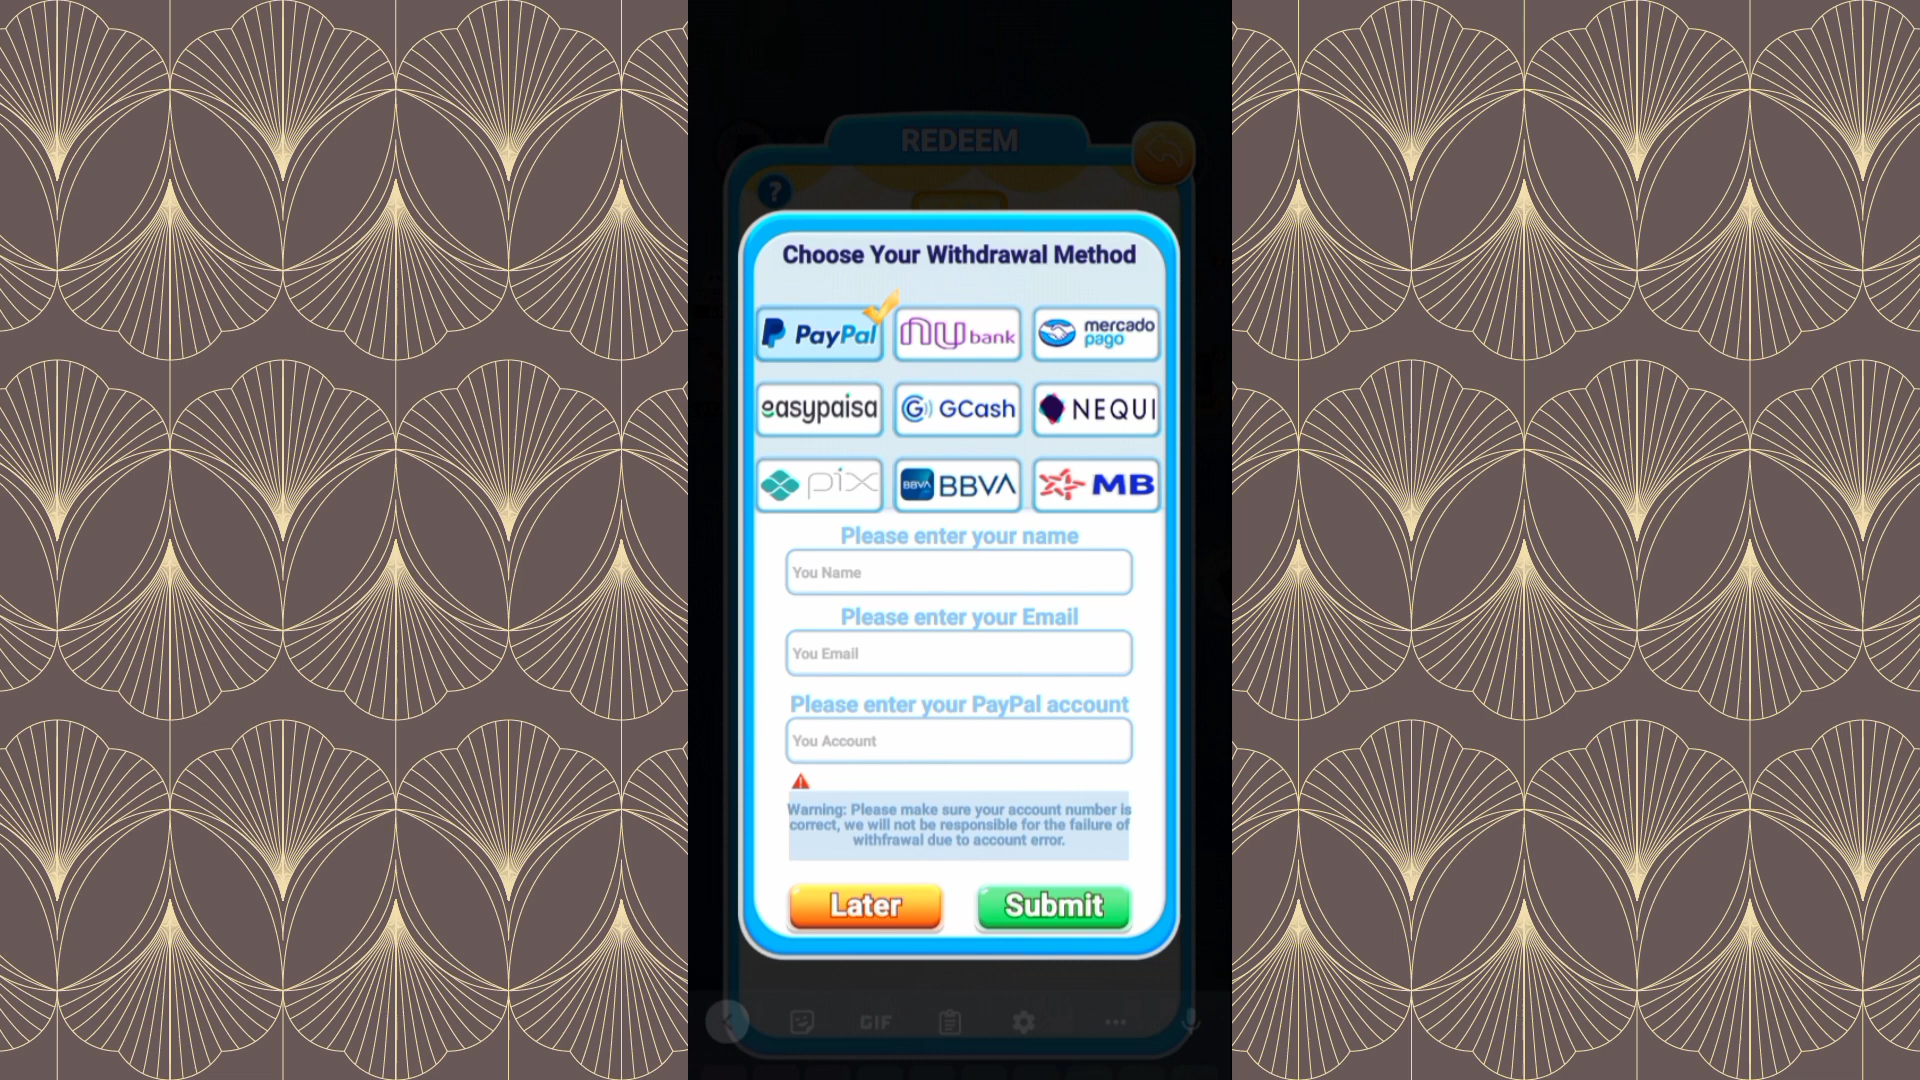 REDEEM
?
Choose Your Withdrawal Method
PayPal
nu bank
mercado pago
easypaisa
GCash
NEQUI
pix
BBVA BBVA
MB
Please enter your name
You Name
Please enter your Email
You Email
Please enter your PayPal account
You Account
Warning: Please make sure your account number is
correct, we will not be responsible for the failure of
withfrawal due to account error.
Later
Submit
GIF